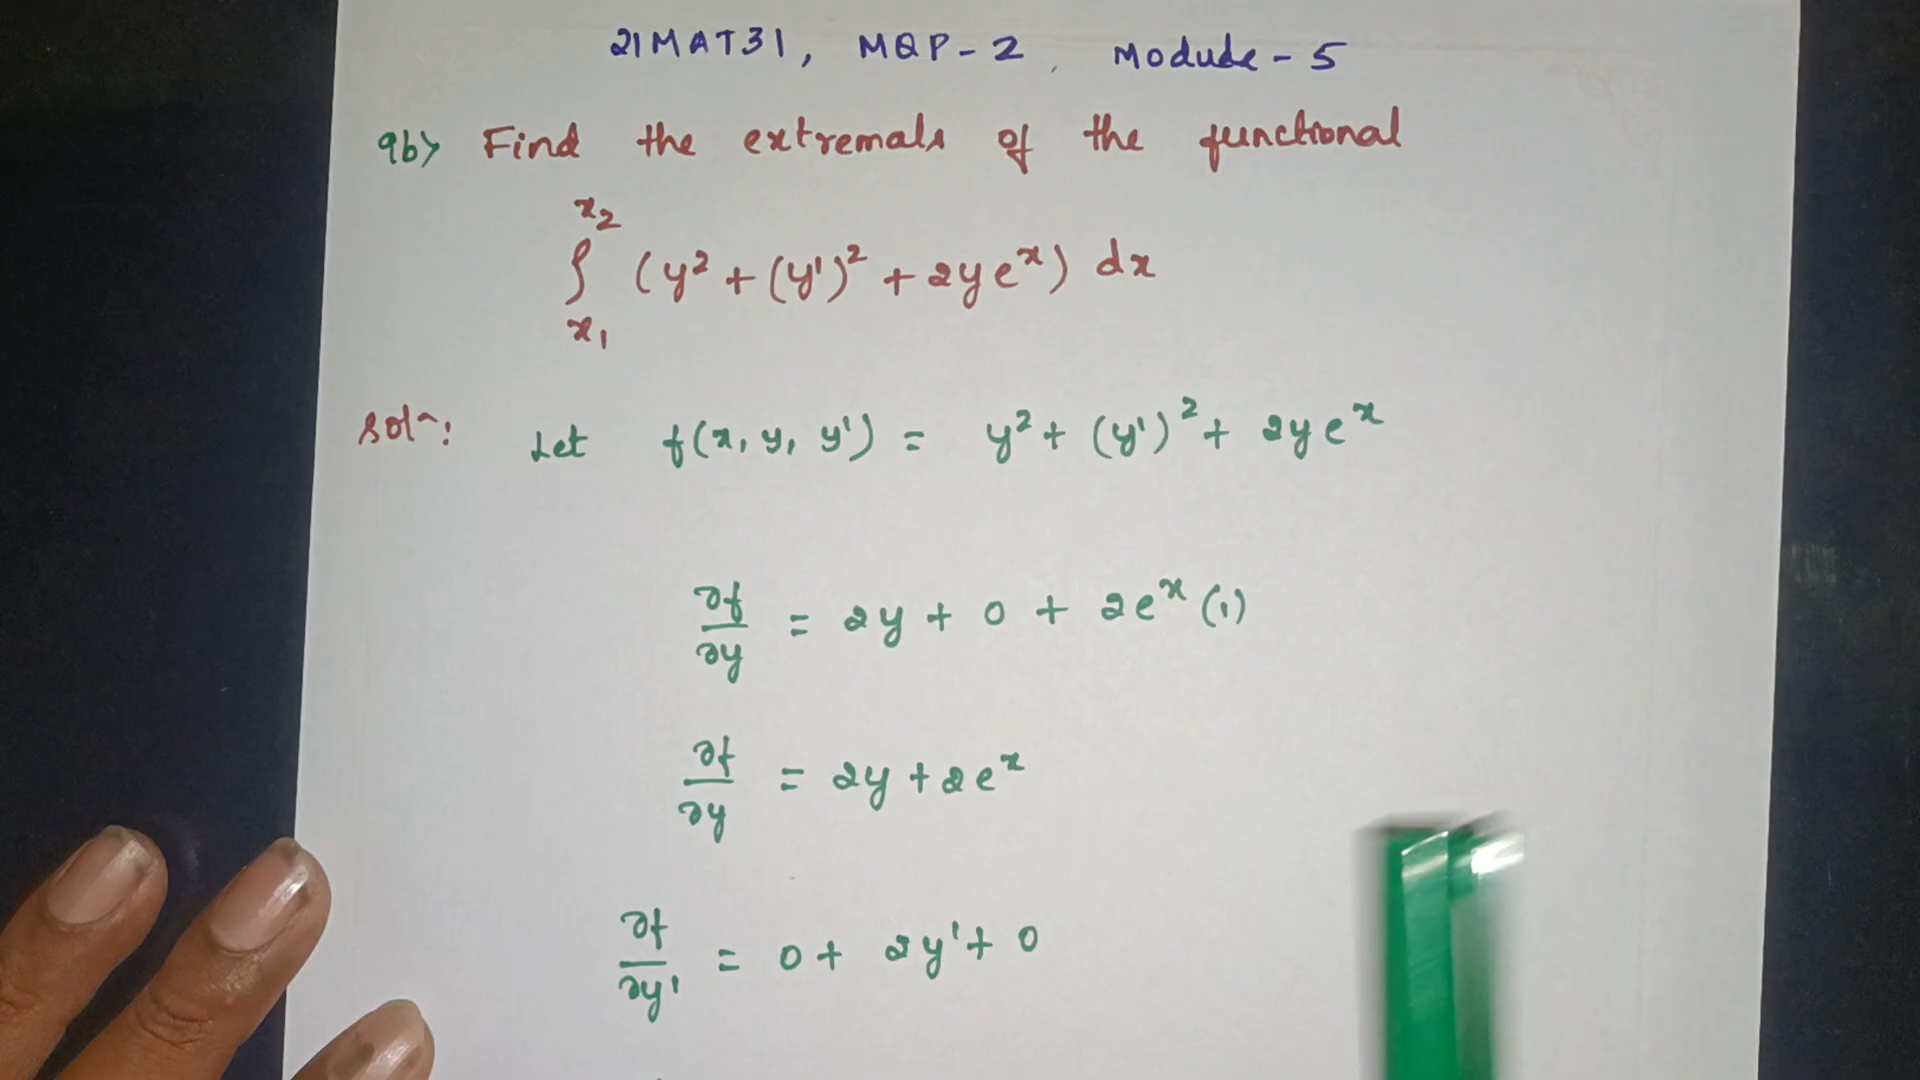 21MAT31, MQP-2, Module-5
9b> Find the extremals of the functional
x2
∫ (y² + (y')² + 2ye^x) dx
x1
Sol^n: Let f(x, y, y') = y² + (y')² + 2ye^x
∂f/∂y = 2y + 0 + 2e^x (1)
∂f/∂y = 2y + 2e^x
∂f/∂y' = 0 + 2y' + 0